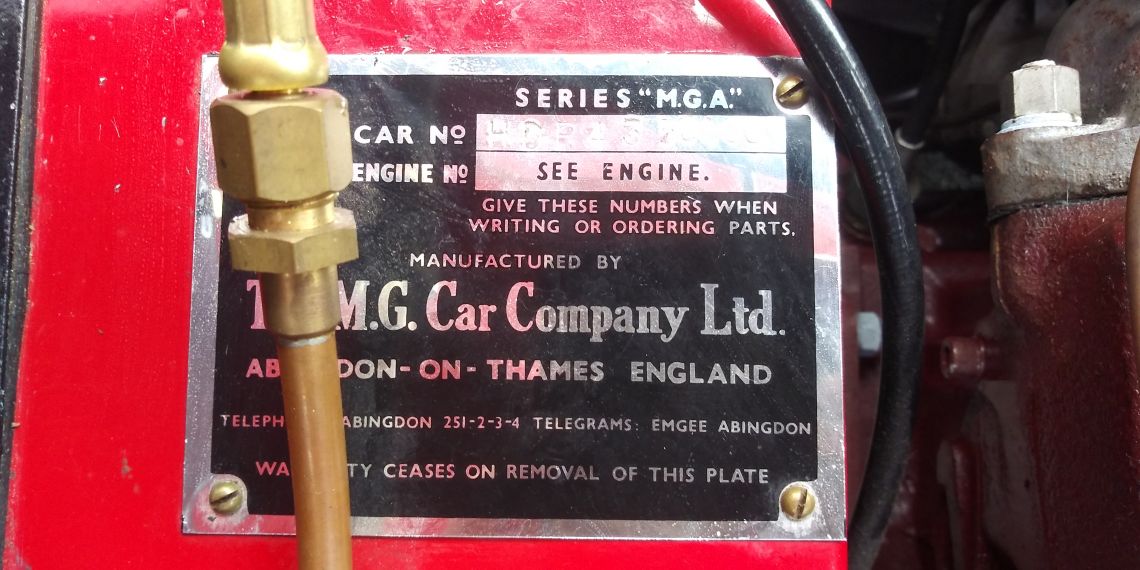 SERIES "M.G.A."
CAR No
ENGINE No SEE ENGINE.
GIVE THESE NUMBERS WHEN
WRITING OR ORDERING PARTS.
MANUFACTURED BY
M.G. Car Company Ltd.
ON-THAMES ENGLAND
ABINGDON 251-2-3-4 TELEGRAMS: EMGEE ABINGDON
CEASES ON REMOVAL OF THIS PLATE